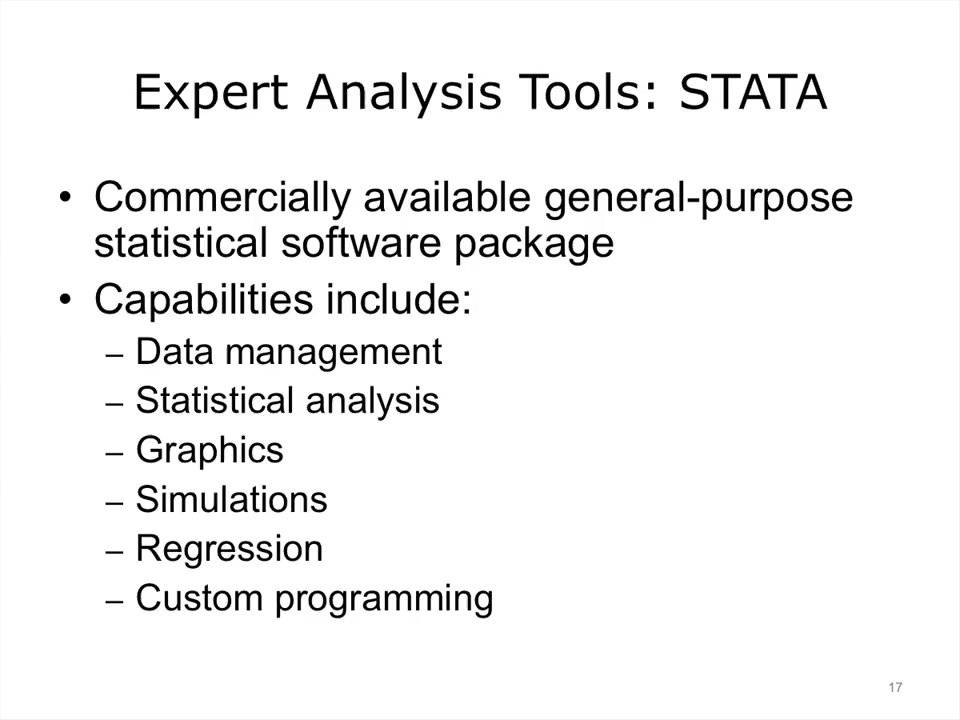 Expert Analysis Tools: STATA
• Commercially available general-purpose
statistical software package
• Capabilities include:
– Data management
– Statistical analysis
– Graphics
– Simulations
– Regression
– Custom programming
17